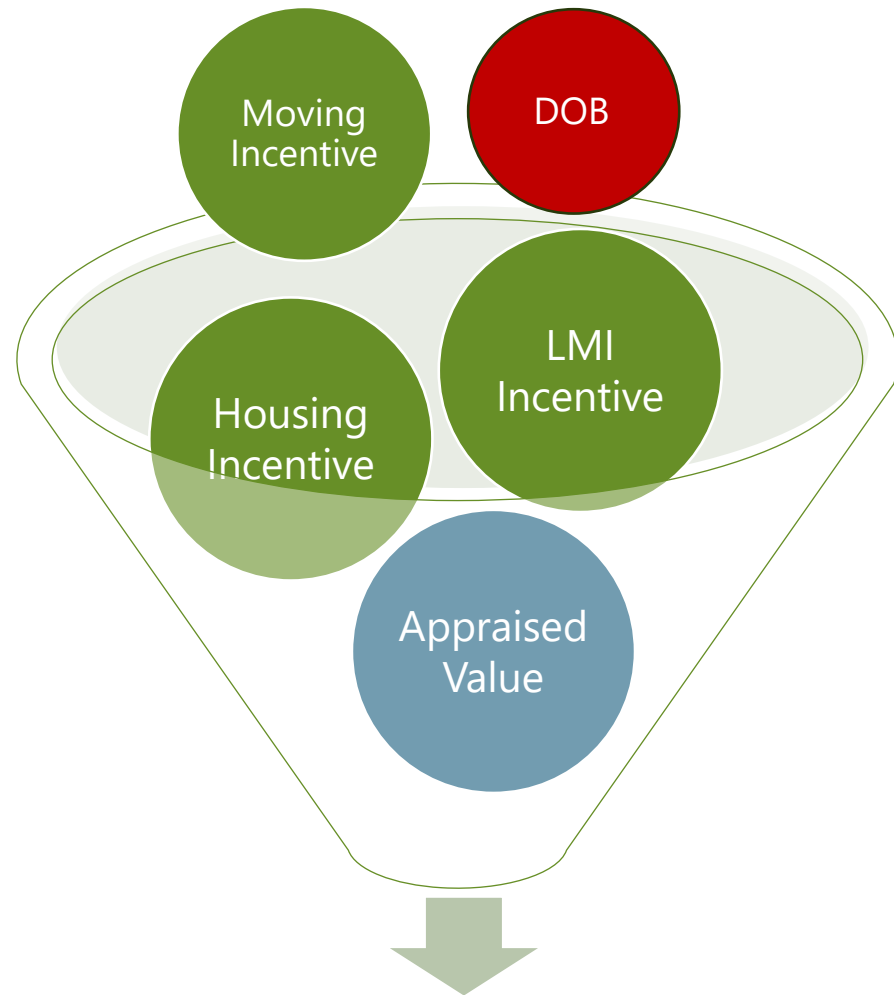 Moving
Incentive
DOB
LMI
Incentive
Housing
Incentive
Appraised
Value